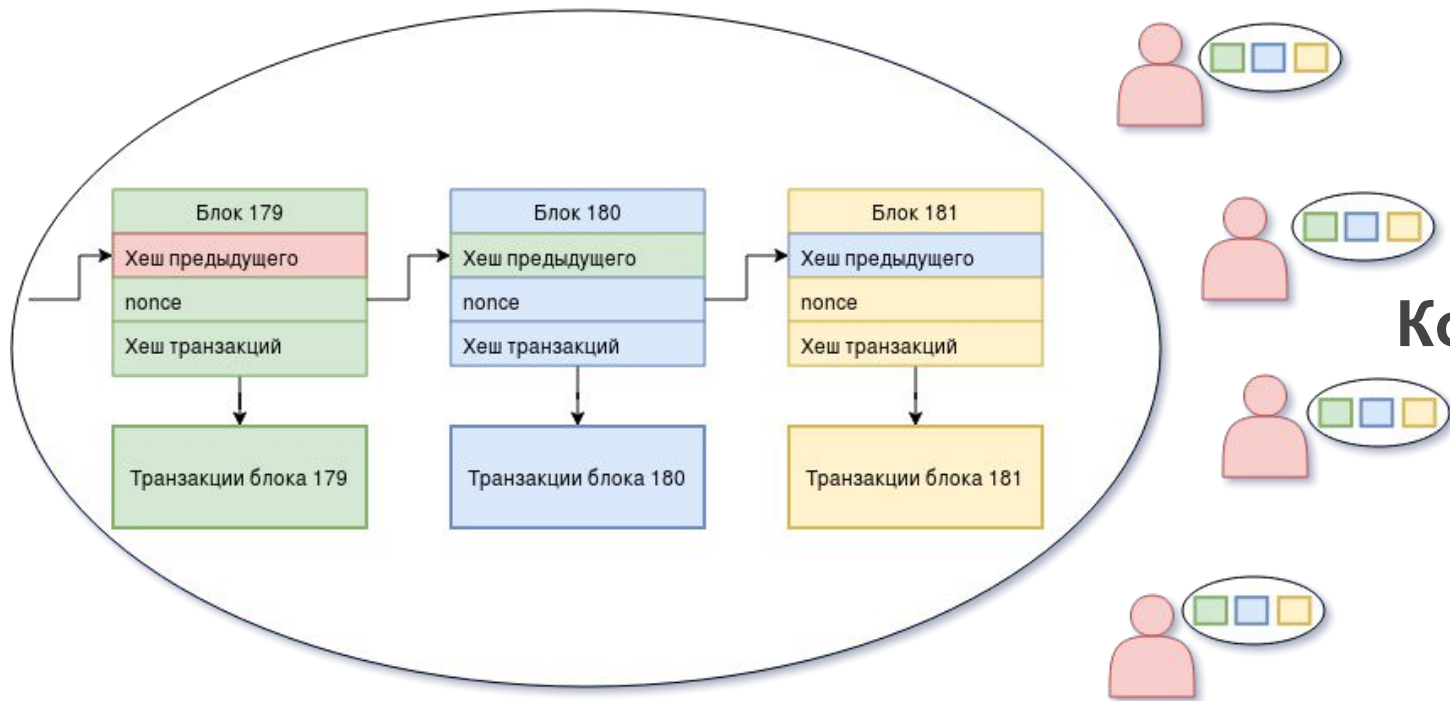 Блок 179
Хеш предыдущего
nonce
Хеш транзакций
Транзакции блока 179
Блок 180
Хеш предыдущего
nonce
Хеш транзакций
Транзакции блока 180
Блок 181
Хеш предыдущего
nonce
Хеш транзакций
Транзакции блока 181